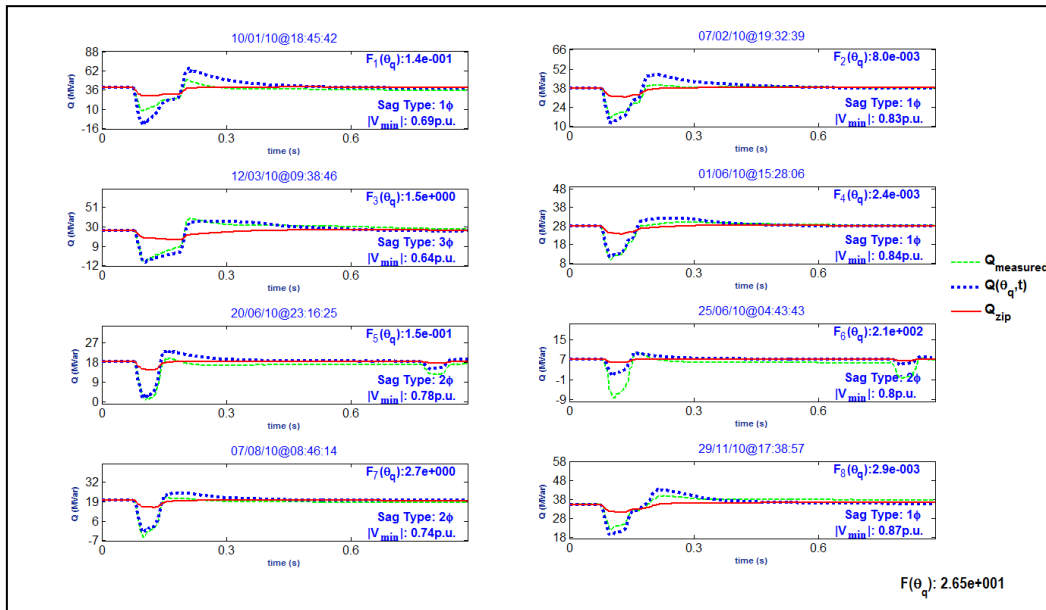 10/01/10@18:45:42
Q (MVar)
88
62
36
10
-16
F1(θq):1.4e-001
Sag Type: 1ϕ
|Vmin|: 0.69p.u.
0 0.3 0.6
time (s)
07/02/10@19:32:39
Q (MVar)
66
52
38
24
10
F2(θq):8.0e-003
Sag Type: 1ϕ
|Vmin|: 0.83p.u.
0 0.3 0.6
time (s)
12/03/10@09:38:46
Q (MVar)
51
30
9
-12
F3(θq):1.5e+000
Sag Type: 3ϕ
|Vmin|: 0.64p.u.
0 0.3 0.6
time (s)
01/06/10@15:28:06
Q (MVar)
48
38
28
18
8
F4(θq):2.4e-003
Sag Type: 1ϕ
|Vmin|: 0.84p.u.
0 0.3 0.6
time (s)
Qmeasured
Q(θq,t)
Qzip
20/06/10@23:16:25
Q (MVar)
27
18
9
0
F5(θq):1.5e-001
Sag Type: 2ϕ
|Vmin|: 0.78p.u.
0 0.3 0.6
time (s)
25/06/10@04:43:43
Q (MVar)
15
7
-1
-9
F6(θq):2.1e+002
Sag Type: 2ϕ
|Vmin|: 0.8p.u.
0 0.3 0.6
time (s)
07/08/10@08:46:14
Q (MVar)
32
19
6
-7
F7(θq):2.7e+000
Sag Type: 2ϕ
|Vmin|: 0.74p.u.
0 0.3 0.6
time (s)
29/11/10@17:38:57
Q (MVar)
58
48
38
28
18
F8(θq):2.9e-003
Sag Type: 1ϕ
|Vmin|: 0.87p.u.
0 0.3 0.6
time (s)
F(θq): 2.65e+001